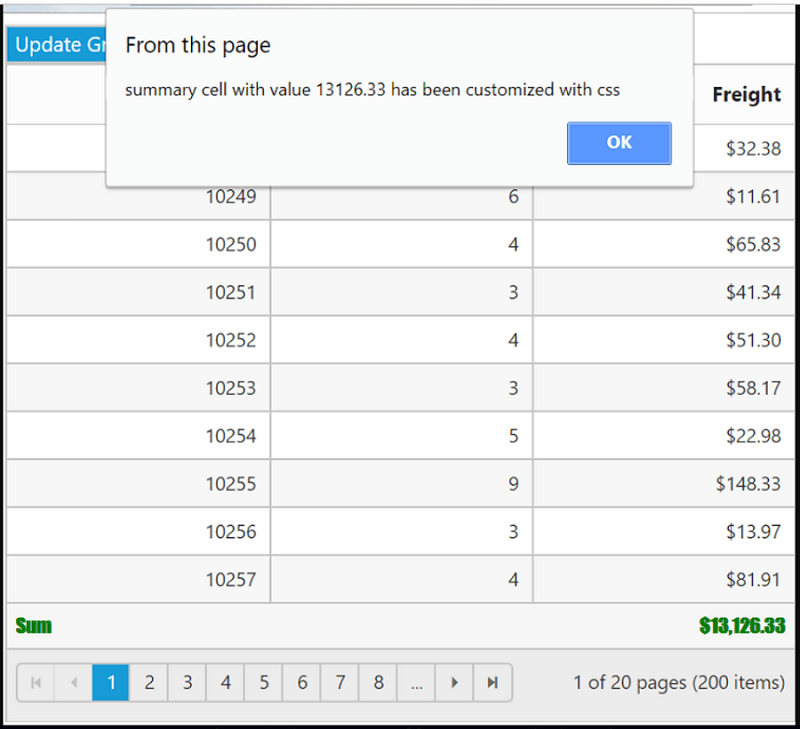 Update Gr
From this page
summary cell with value 13126.33 has been customized with css
OK
Freight
$32.38
10249 6 $11.61
10250 4 $65.83
10251 3 $41.34
10252 4 $51.30
10253 3 $58.17
10254 5 $22.98
10255 9 $148.33
10256 3 $13.97
10257 4 $81.91
Sum $13,126.33
1 2 3 4 5 6 7 8 ... 1 of 20 pages (200 items)